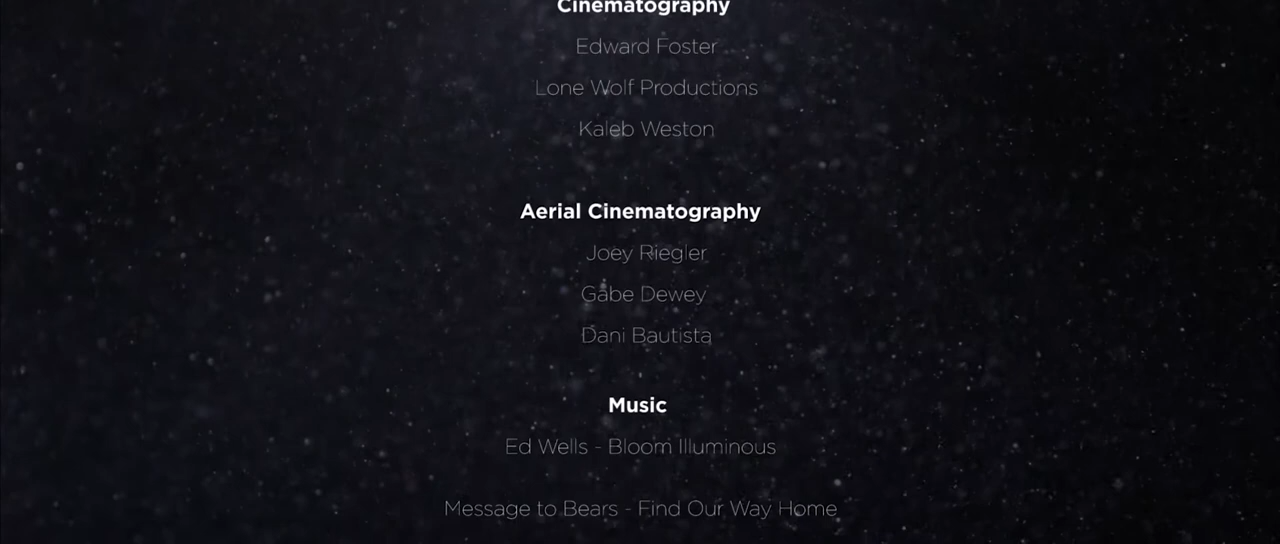 Cinematography
Edward Foster
Lone Wolf Productions
Kaleb Weston
Aerial Cinematography
Joey Riegler
Gabe Dewey
Dani Bautista
Music
Ed Wells - Bloom Illuminous
Message to Bears - Find Our Way Home